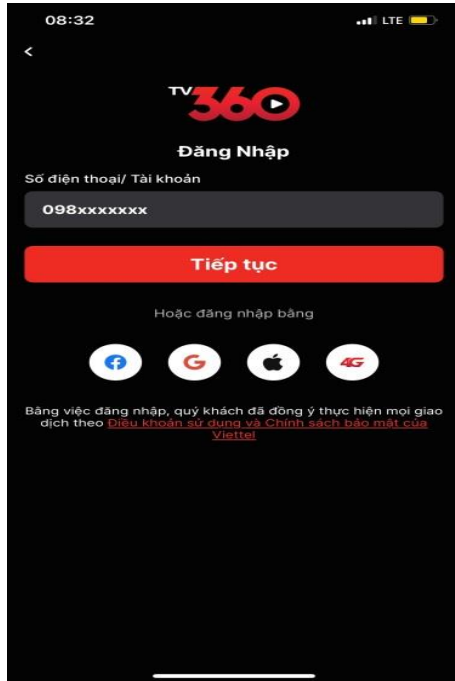 08:32
LTE
TV360
Đăng Nhập
Số điện thoại/ Tài khoản
098xxxxxxx
Tiếp tục
Hoặc đăng nhập bằng
4G
Bằng việc đăng nhập, quý khách đã đồng ý thực hiện mọi giao
dịch theo Điều khoản sử dụng và Chính sách bảo mật của
Viettel